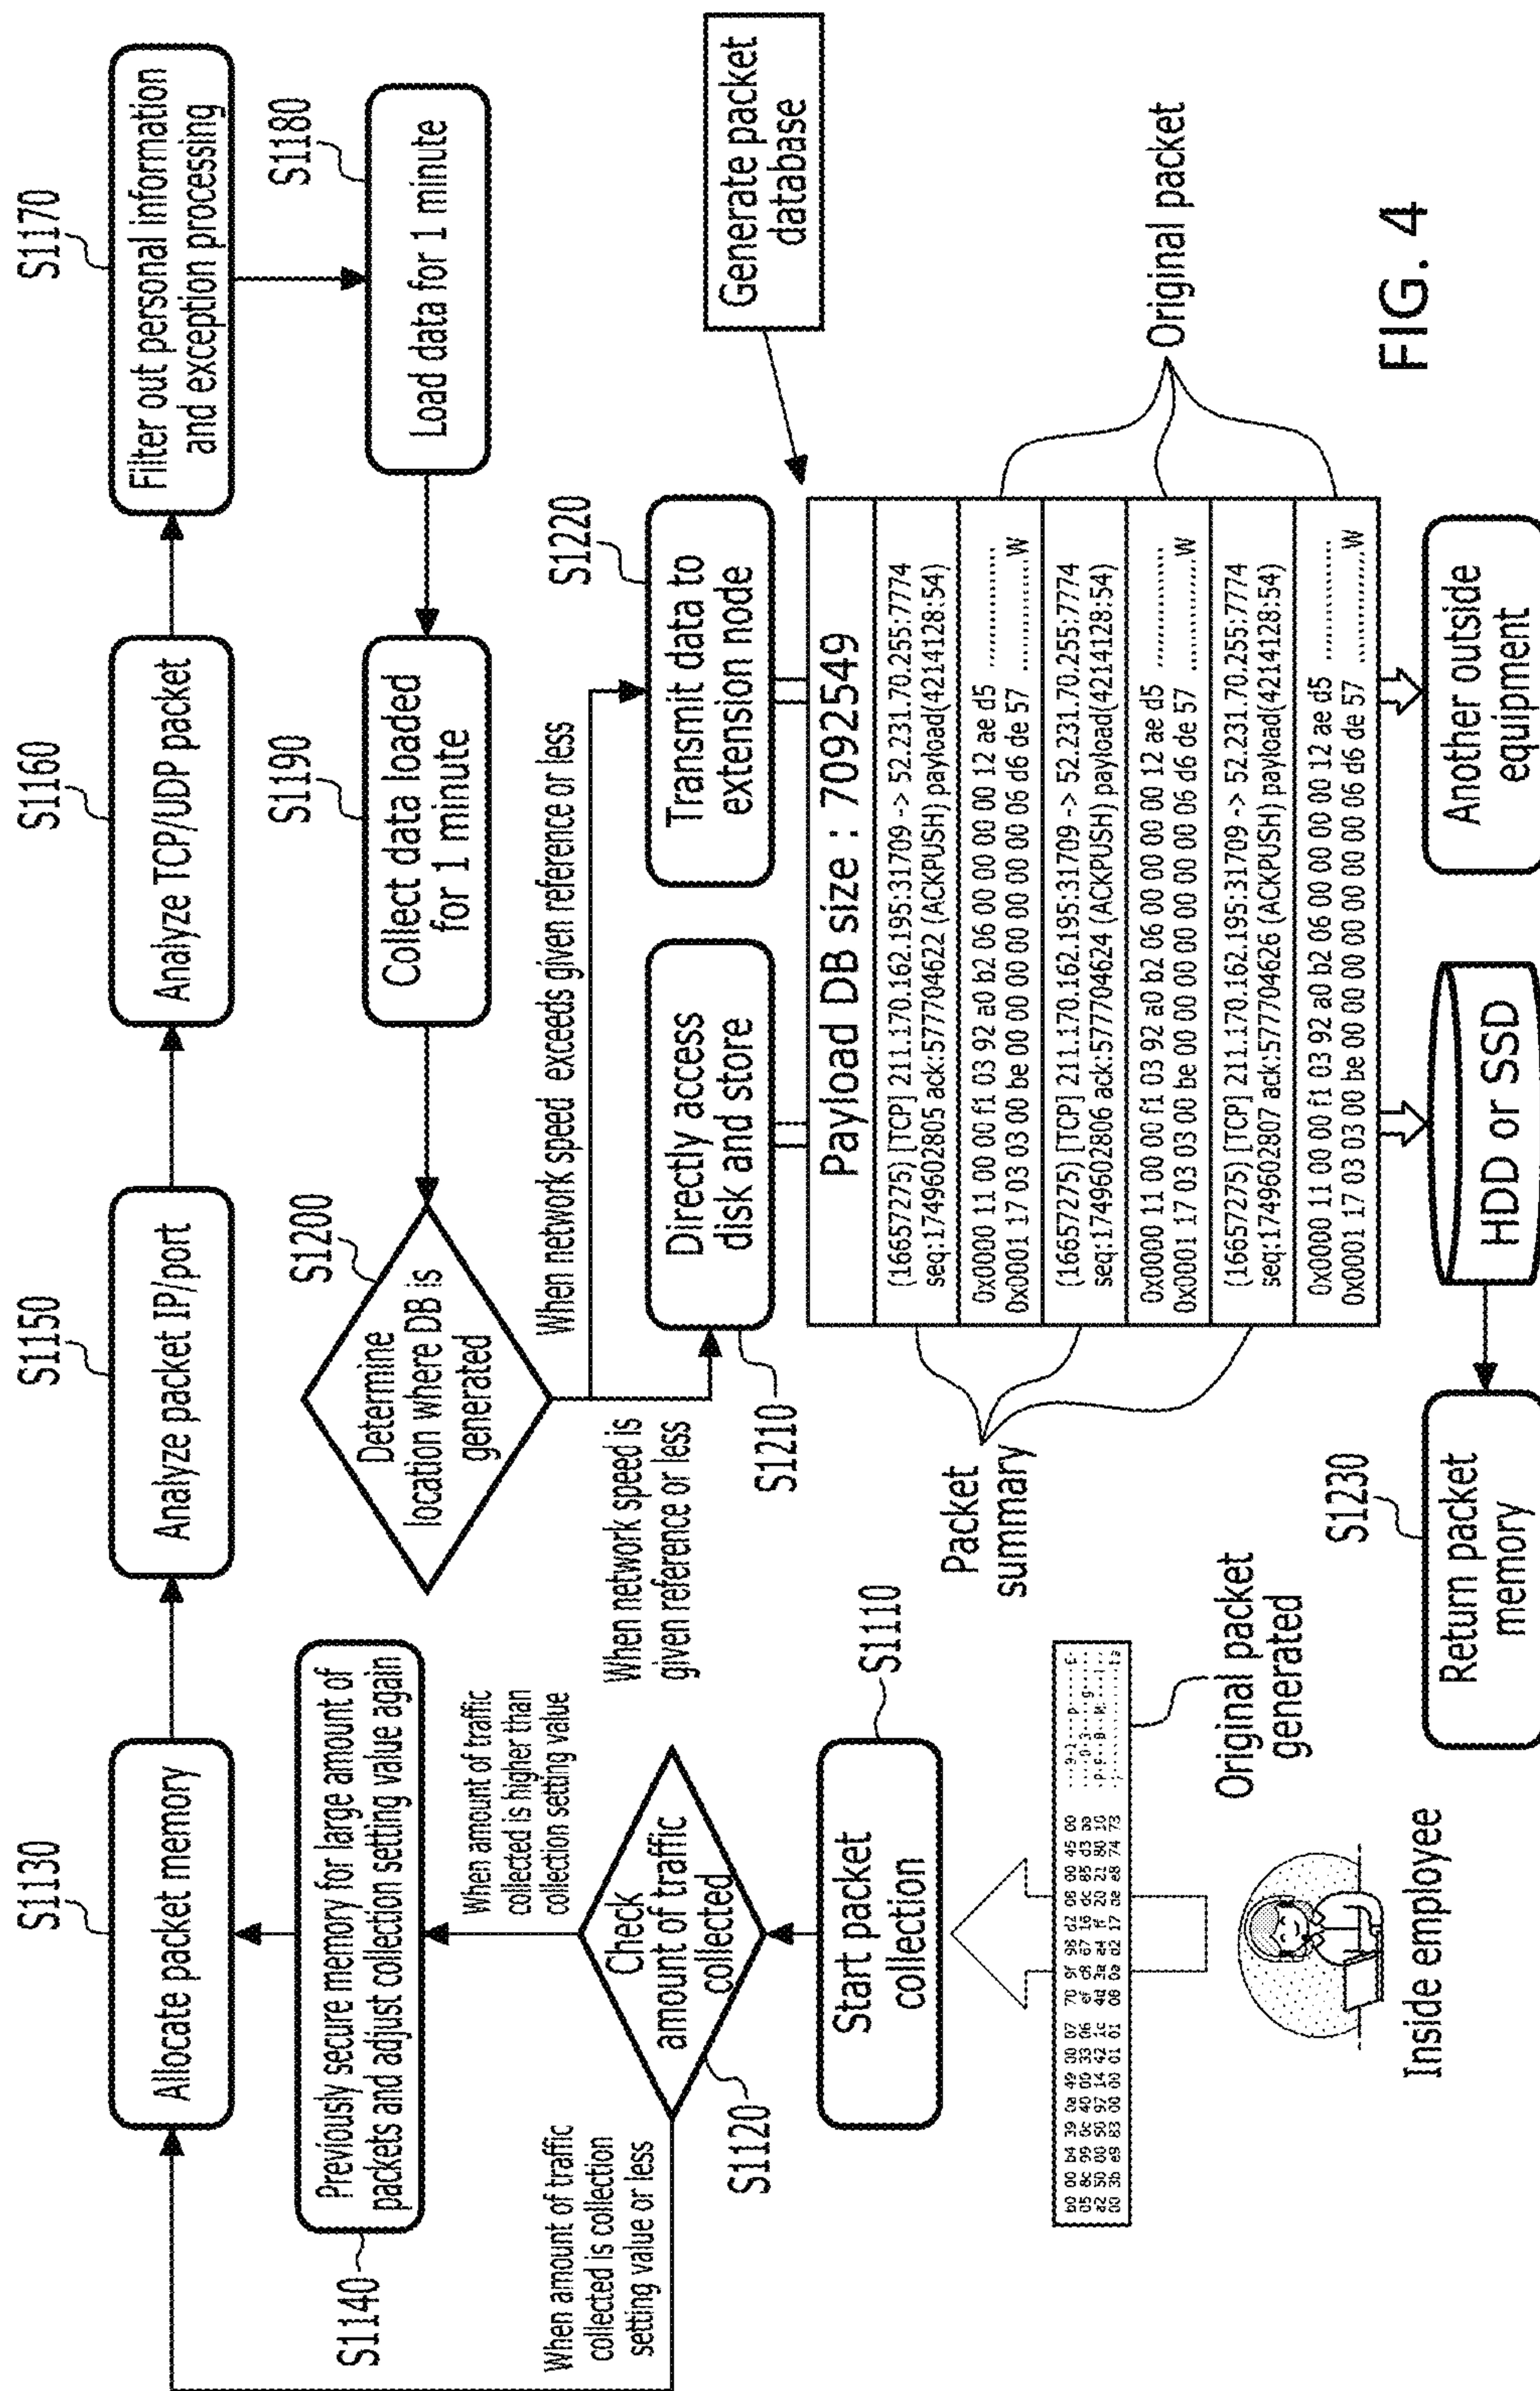 S1130
Allocate packet memory
S1150
Analyze packet IP/port
S1160
Analyze TCP/UDP packet
S1170
Filter out personal information
and exception processing
S1140
Previously secure memory for large amount of
packets and adjust collection setting value again
When amount of traffic
collected is higher than
collection setting value
When amount of traffic
collected is collection
setting value or less
S1120
Check
amount of traffic
collected
S1110
Start packet
collection
Original packet
generated
Inside employee
S1180
Load data for 1 minute
S1190
Collect data loaded
for 1 minute
S1200
Determine
location where DB is
generated
When network speed exceeds given reference or less
When network speed is
given reference or less
S1210
Directly access
disk and store
S1220
Transmit data to
extension node
Generate packet
database
Payload DB size : 7092549
(16657275) [TCP] 211.170.162.195:31709 -> 52.231.70.255:7774
seq:1749602805 ack:577704622 (ACKPUSH) payload(4214128:54)
0x0000 11 00 00 f1 03 92 a0 b2 06 00 00 00 00 12 ae d5 ................
0x0001 17 03 03 00 be 00 00 00 00 00 00 00 06 d6 de 57 ...............W
(16657275) [TCP] 211.170.162.195:31709 -> 52.231.70.255:7774
seq:1749602806 ack:577704624 (ACKPUSH) payload(4214128:54)
0x0000 11 00 00 f1 03 92 a0 b2 06 00 00 00 00 12 ae d5 ................
0x0001 17 03 03 00 be 00 00 00 00 00 00 00 06 d6 de 57 ...............W
(16657275) [TCP] 211.170.162.195:31709 -> 52.231.70.255:7774
seq:1749602807 ack:577704626 (ACKPUSH) payload(4214128:54)
0x0000 11 00 00 f1 03 92 a0 b2 06 00 00 00 00 12 ae d5 ................
0x0001 17 03 03 00 be 00 00 00 00 00 00 00 06 d6 de 57 ...............W
Packet
summary
Original packet
S1230
Return packet
memory
HDD or SSD
Another outside
equipment
FIG. 4